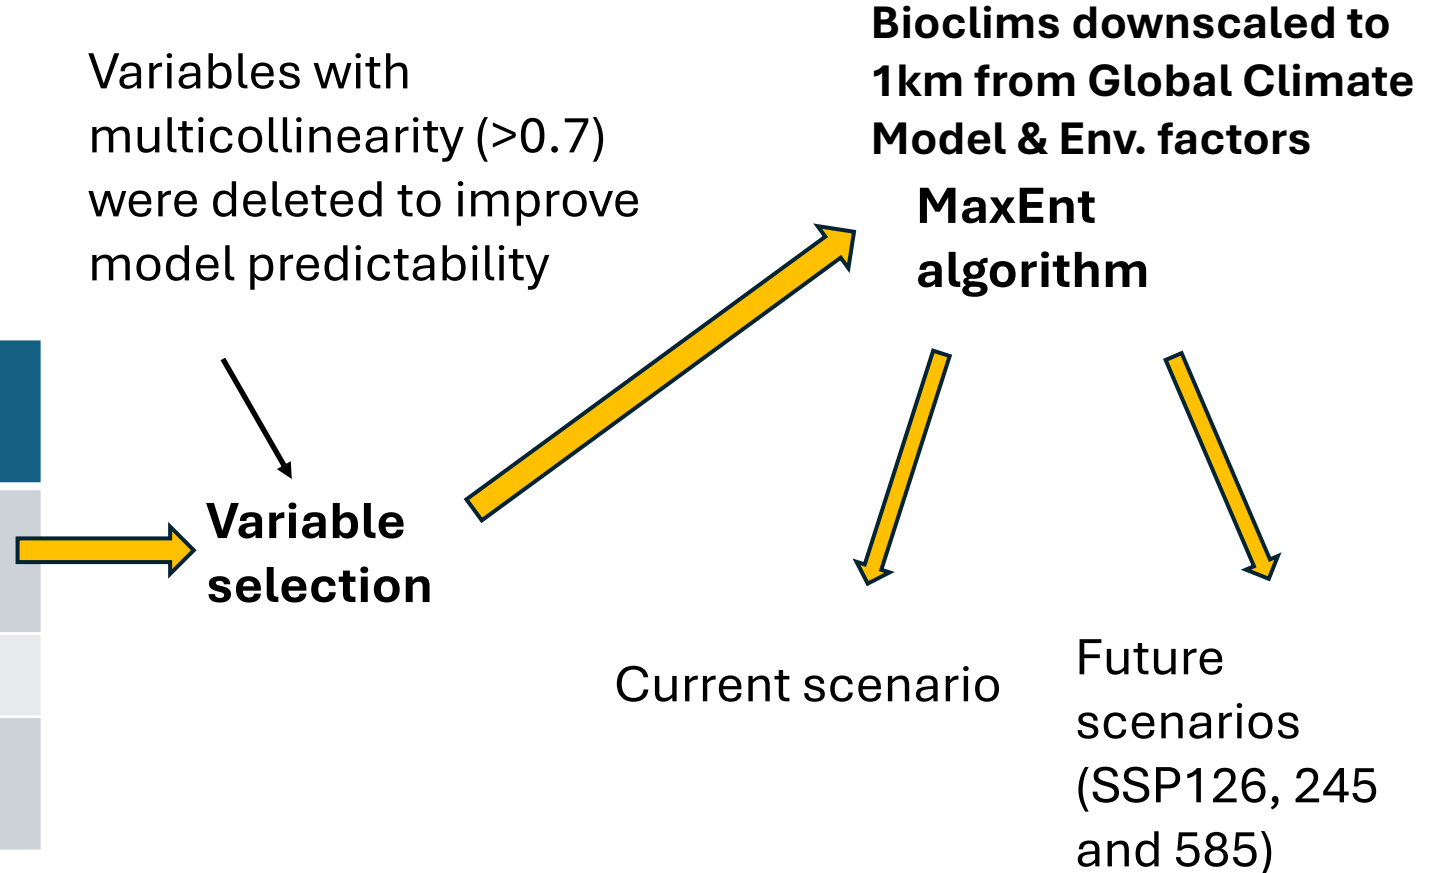 Variables with
multicollinearity (>0.7)
were deleted to improve
model predictability
Bioclims downscaled to
1km from Global Climate
Model & Env. factors
MaxEnt
algorithm
Variable
selection
Current scenario
Future
scenarios
(SSP126, 245
and 585)